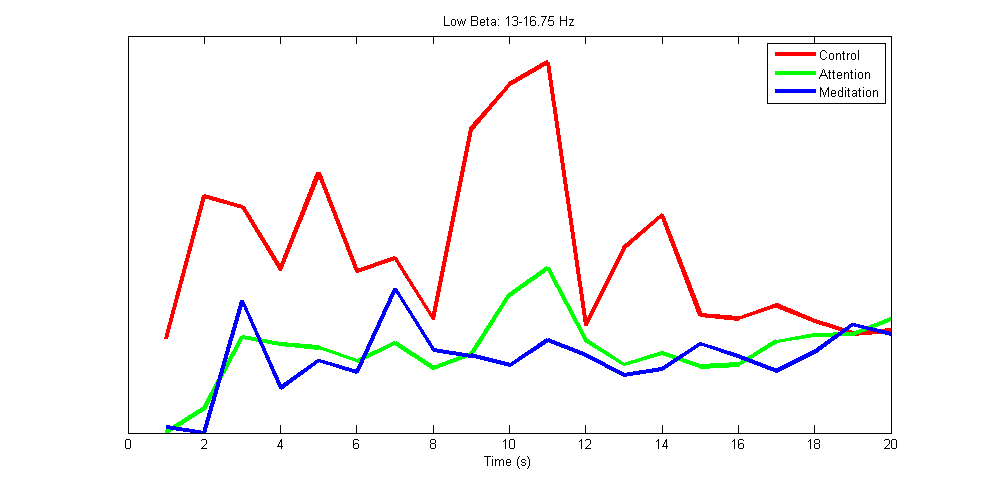 Low Beta: 13-16.75 Hz
Control
Attention
Meditation
0 2 4 6 8 10 12 14 16 18 20
Time (s)